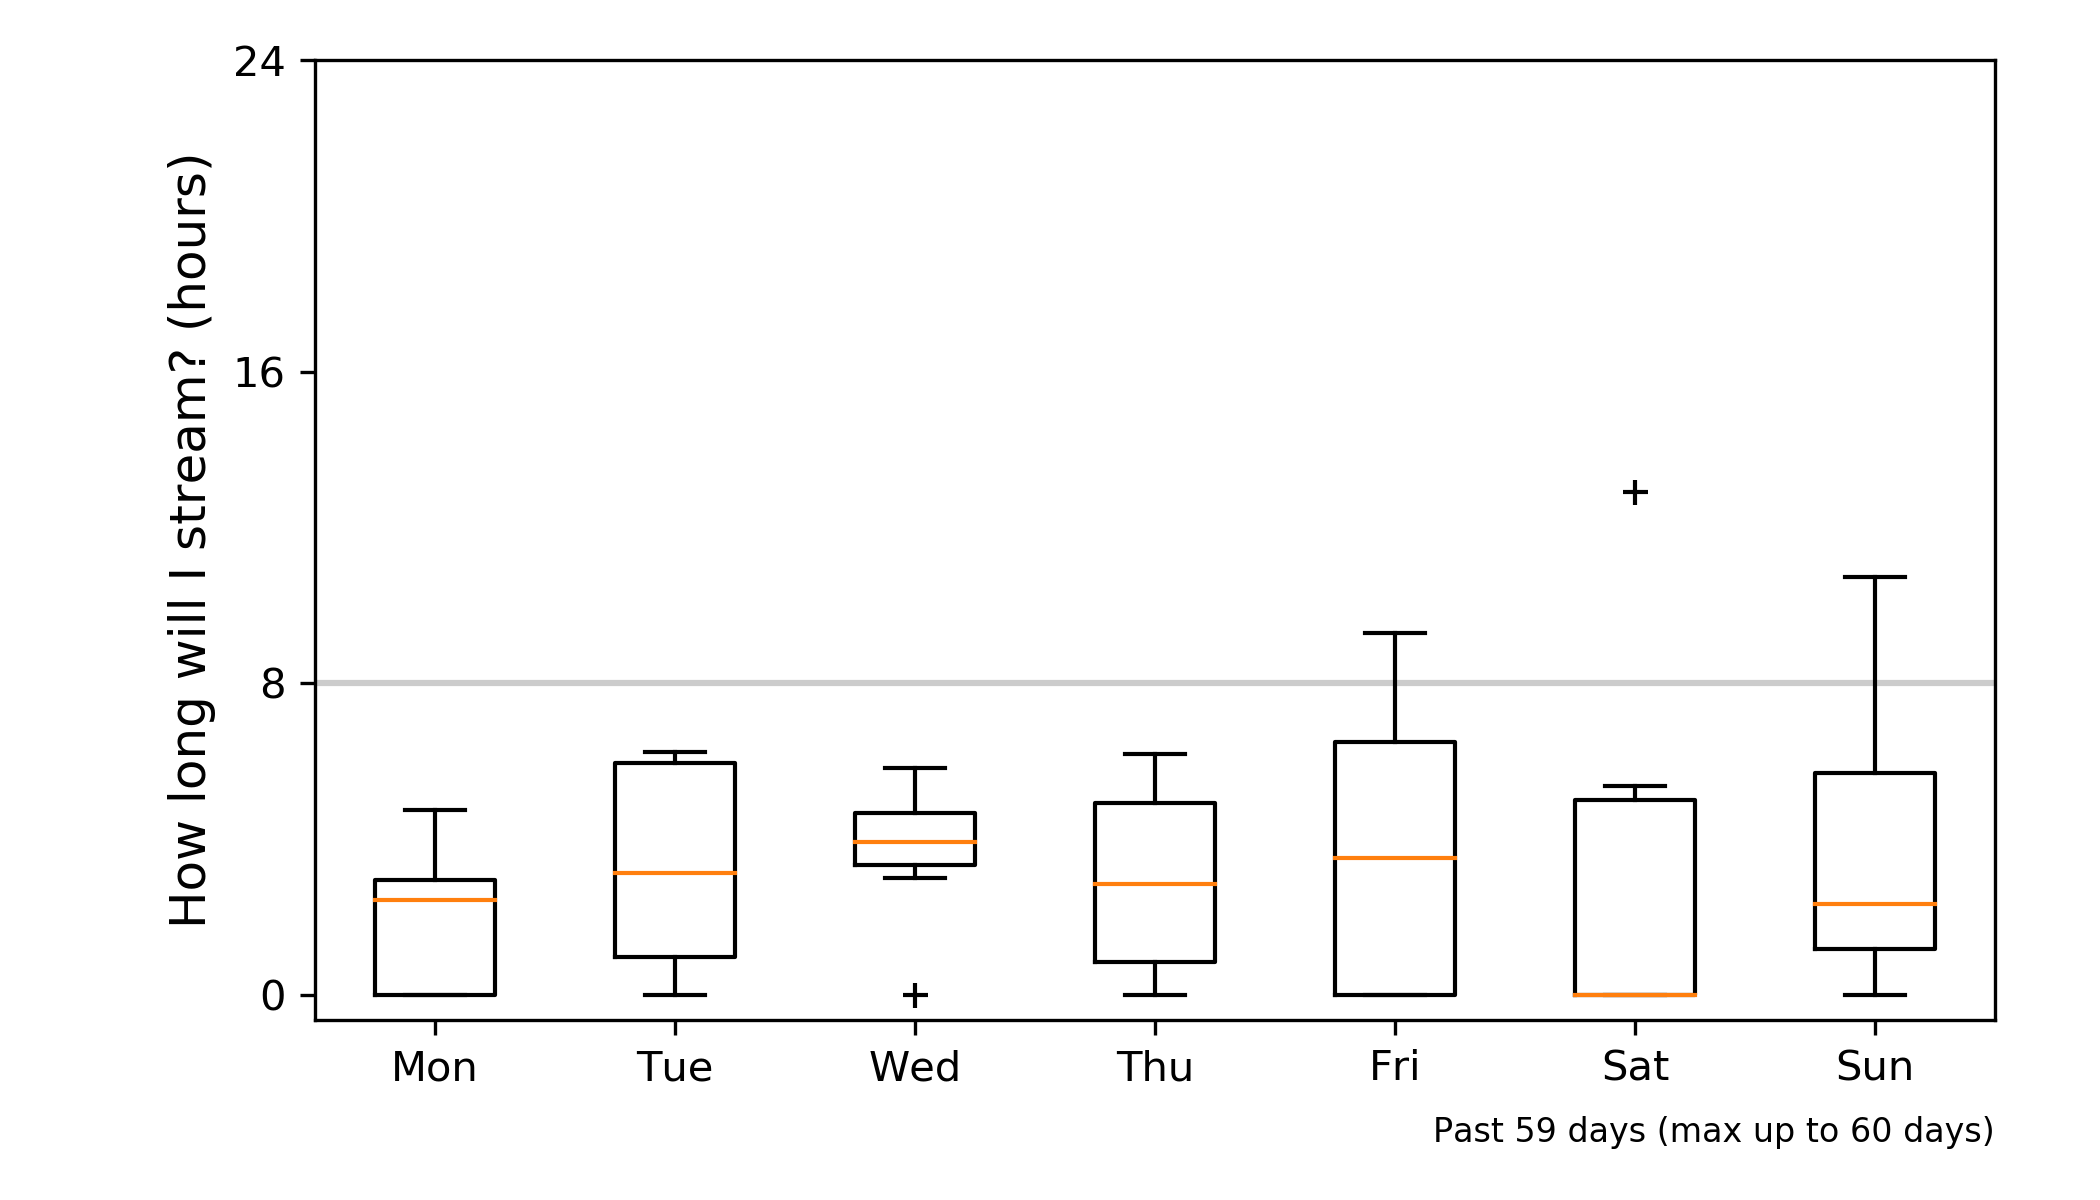 How long will I stream? (hours)
24
16
8
0
Mon Tue Wed Thu Fri Sat Sun
Past 59 days (max up to 60 days)